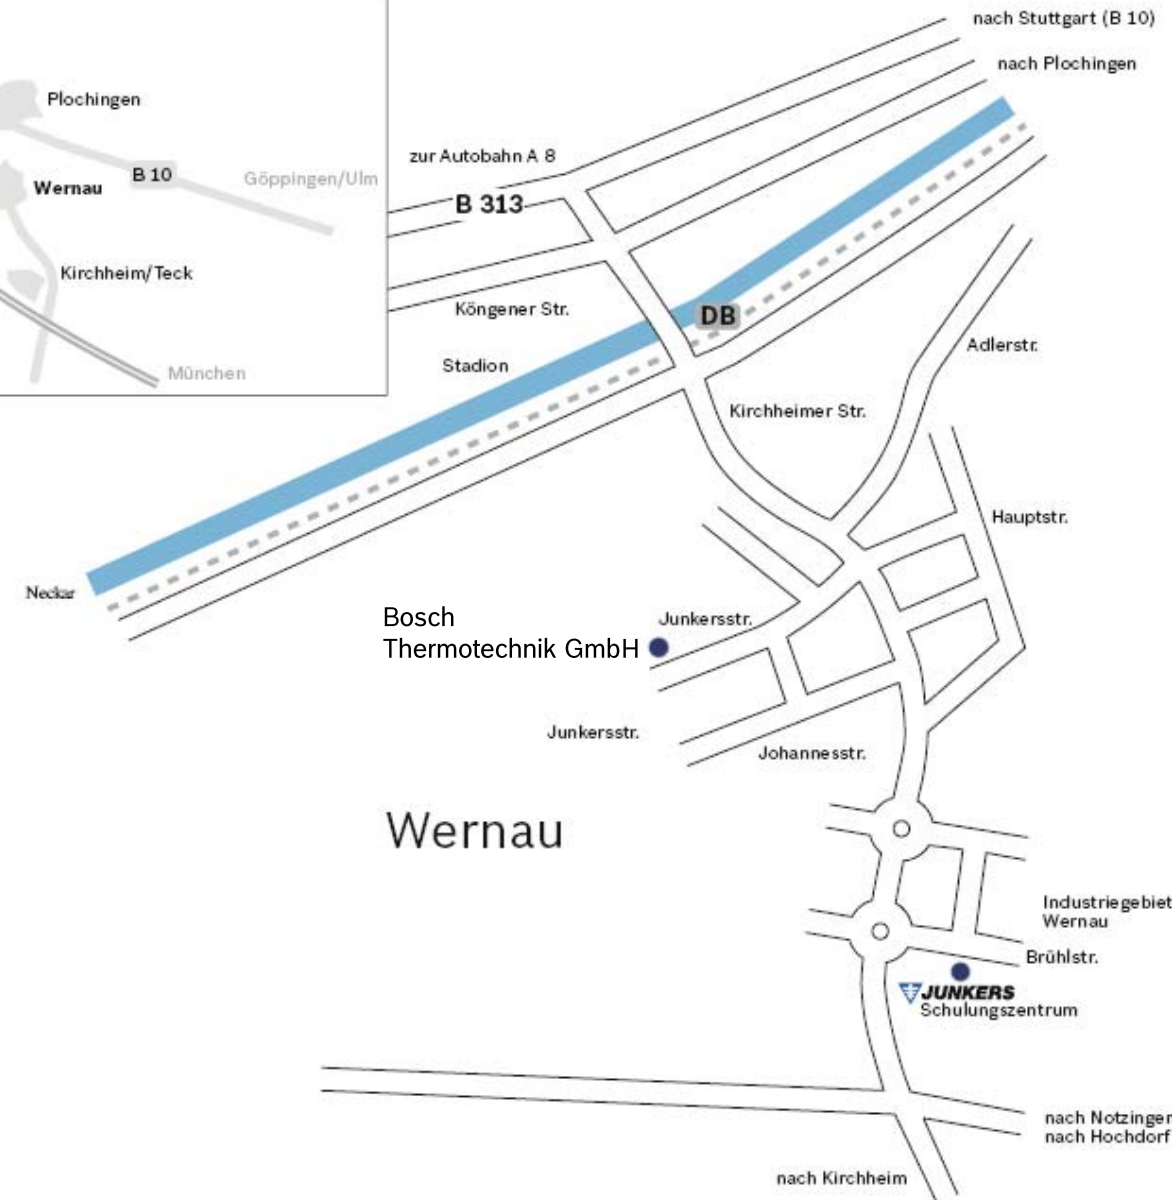 nach Stuttgart (B 10)
nach Plochingen
Plochingen
zur Autobahn A 8
B 10
Göppingen/Ulm
Wernau
B 313
Kirchheim/Teck
Köngener Str.
DB
Adlerstr.
Stadion
München
Kirchheimer Str.
Hauptstr.
Neckar
Bosch
Thermotechnik GmbH
Junkersstr.
Junkersstr.
Johannesstr.
Wernau
Industriegebiet
Wernau
Brühlstr.
JUNKERS
Schulungszentrum
nach Notzinger
nach Hochdorf
nach Kirchheim